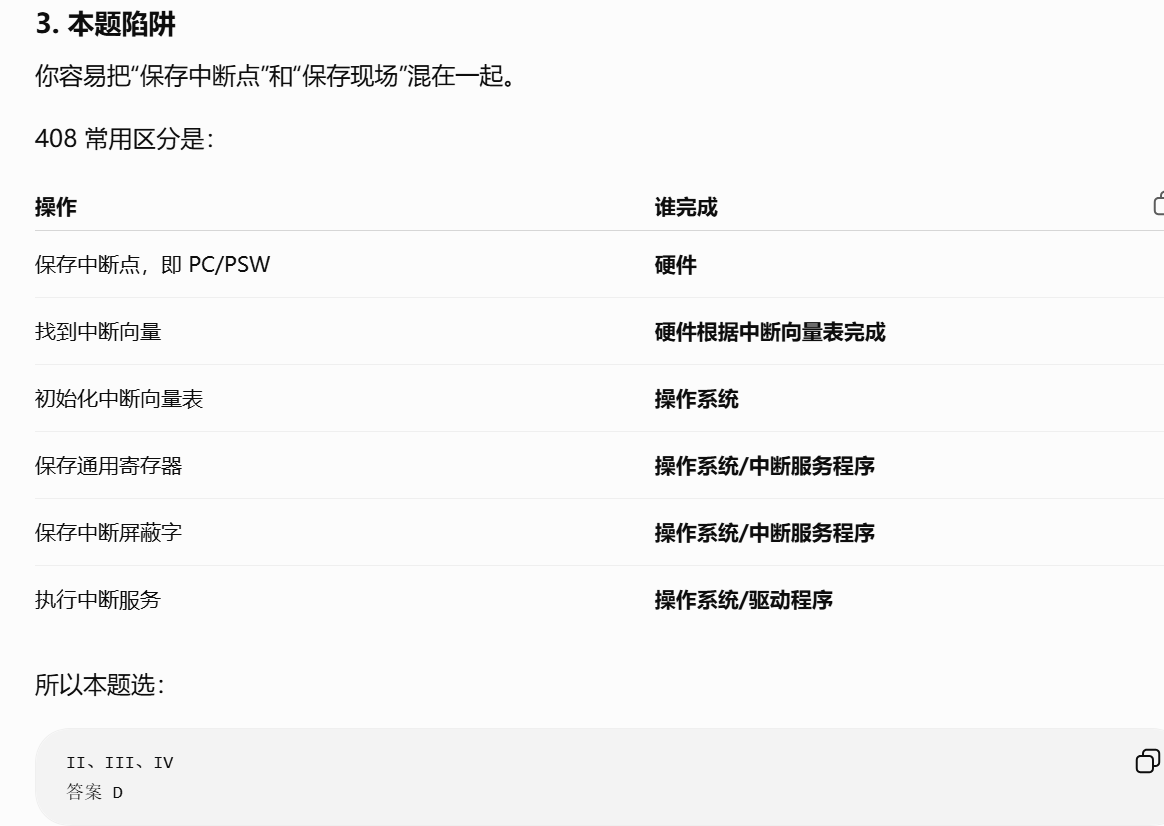 3. 本题陷阱
你容易把“保存中断点”和“保存现场”混在一起。
408 常用区分是：
操作 谁完成
保存中断点，即 PC/PSW 硬件
找到中断向量 硬件根据中断向量表完成
初始化中断向量表 操作系统
保存通用寄存器 操作系统/中断服务程序
保存中断屏蔽字 操作系统/中断服务程序
执行中断服务 操作系统/驱动程序
所以本题选：
II、III、IV
答案 D